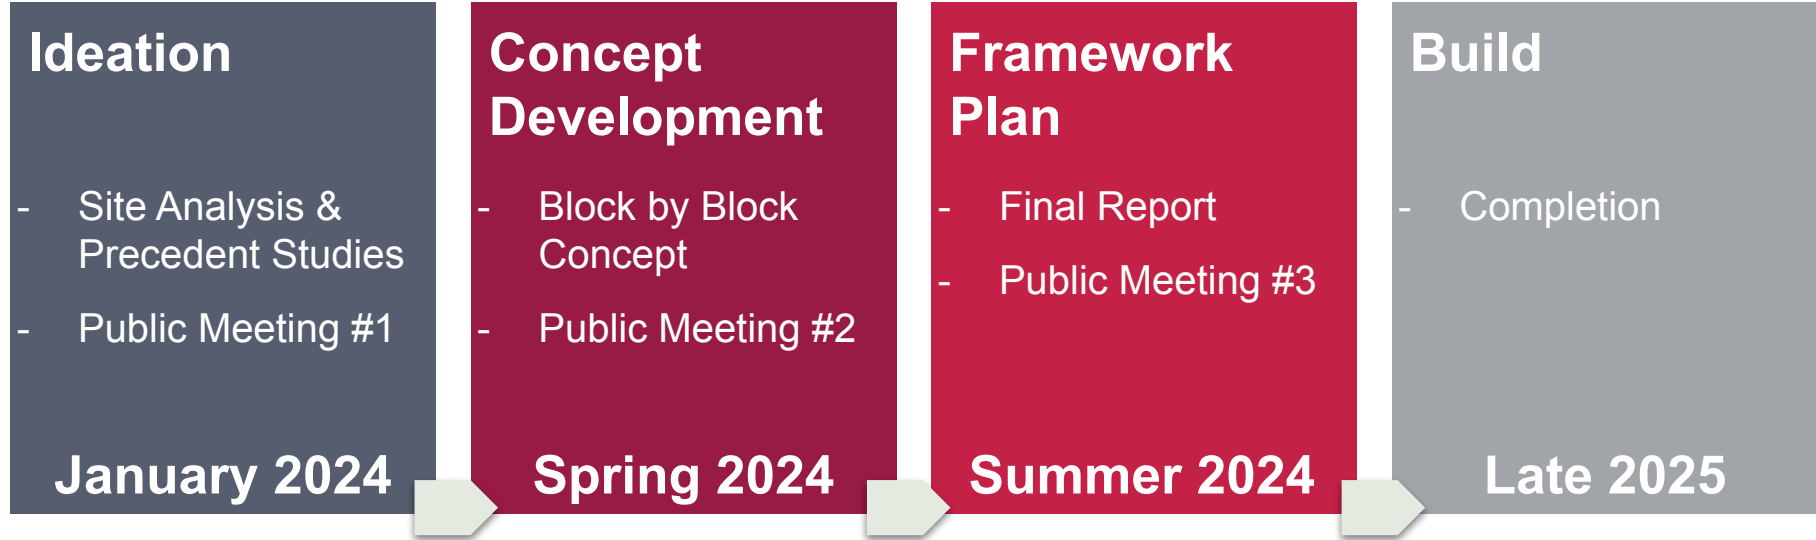 Ideation
- Site Analysis &
Precedent Studies
- Public Meeting #1
January 2024
Concept
Development
- Block by Block
Concept
- Public Meeting #2
Spring 2024
Framework
Plan
- Final Report
- Public Meeting #3
Summer 2024
Build
- Completion
Late 2025